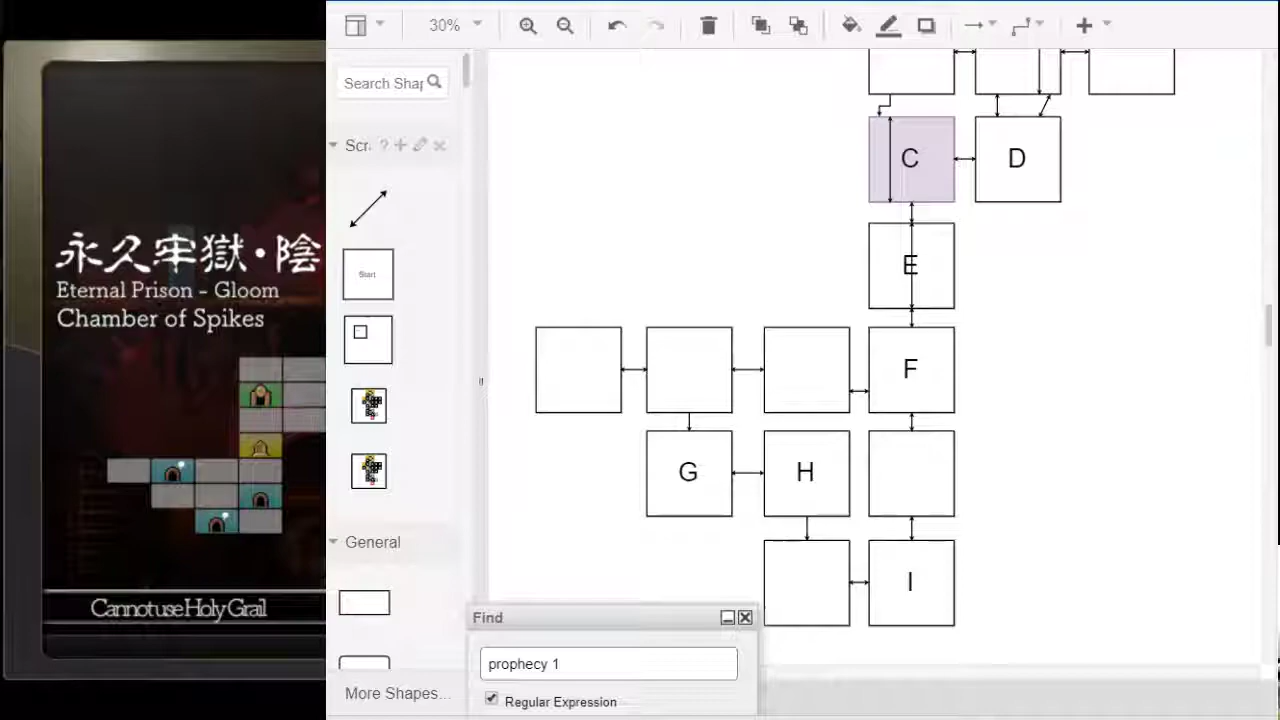 永久牢獄・陰
Eternal Prison - Gloom
Chamber of Spikes
Cannot use Holy Grail
30%
Search Shap
Scr.
?
Start
General
More Shapes...
C
D
E
F
G
H
I
Find
prophecy 1
Regular Expression